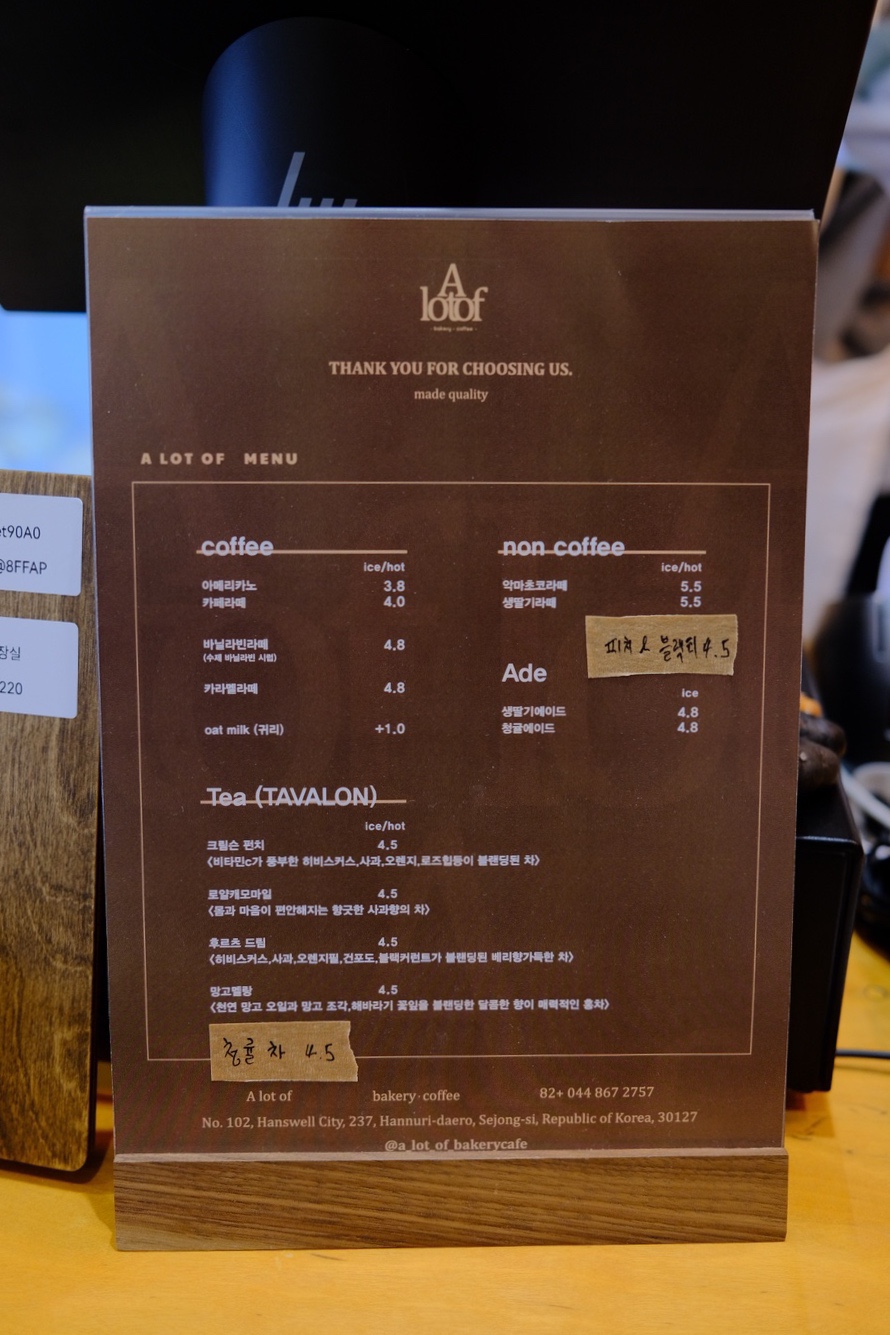 et90A0
@8FFAP
장실
220
A
lotof
- bakery - coffee -
THANK YOU FOR CHOOSING US.
made quality
A LOT OF MENU
coffee
ice/hot
아메리카노 3.8
카페라떼 4.0
바닐라빈라떼 4.8
(수제 바닐라빈 시럽)
카라멜라떼 4.8
oat milk (귀리) +1.0
non coffee
ice/hot
악마초코라떼 5.5
생딸기라떼 5.5
피치 & 블랙티 4.5
Ade
ice
생딸기에이드 4.8
청귤에이드 4.8
Tea (TAVALON)
ice/hot
크림슨 펀치 4.5
<비타민c가 풍부한 히비스커스,사과,오렌지,로즈힙등이 블랜딩된 차>
로얄캐모마일 4.5
<몸과 마음이 편안해지는 향긋한 사과향의 차>
후르츠 드림 4.5
<히비스커스,사과,오렌지필,건포도,블랙커런트가 블랜딩된 베리향가득한 차>
망고멜랑 4.5
<천연 망고 오일과 망고 조각,해바라기 꽃잎을 블랜딩한 달콤한 향이 매력적인 홍차>
청귤 차 4.5
A lot of bakery·coffee 82+ 044 867 2757
No. 102, Hanswell City, 237, Hannuri-daero, Sejong-si, Republic of Korea, 30127
@a_lot_of_bakerycafe